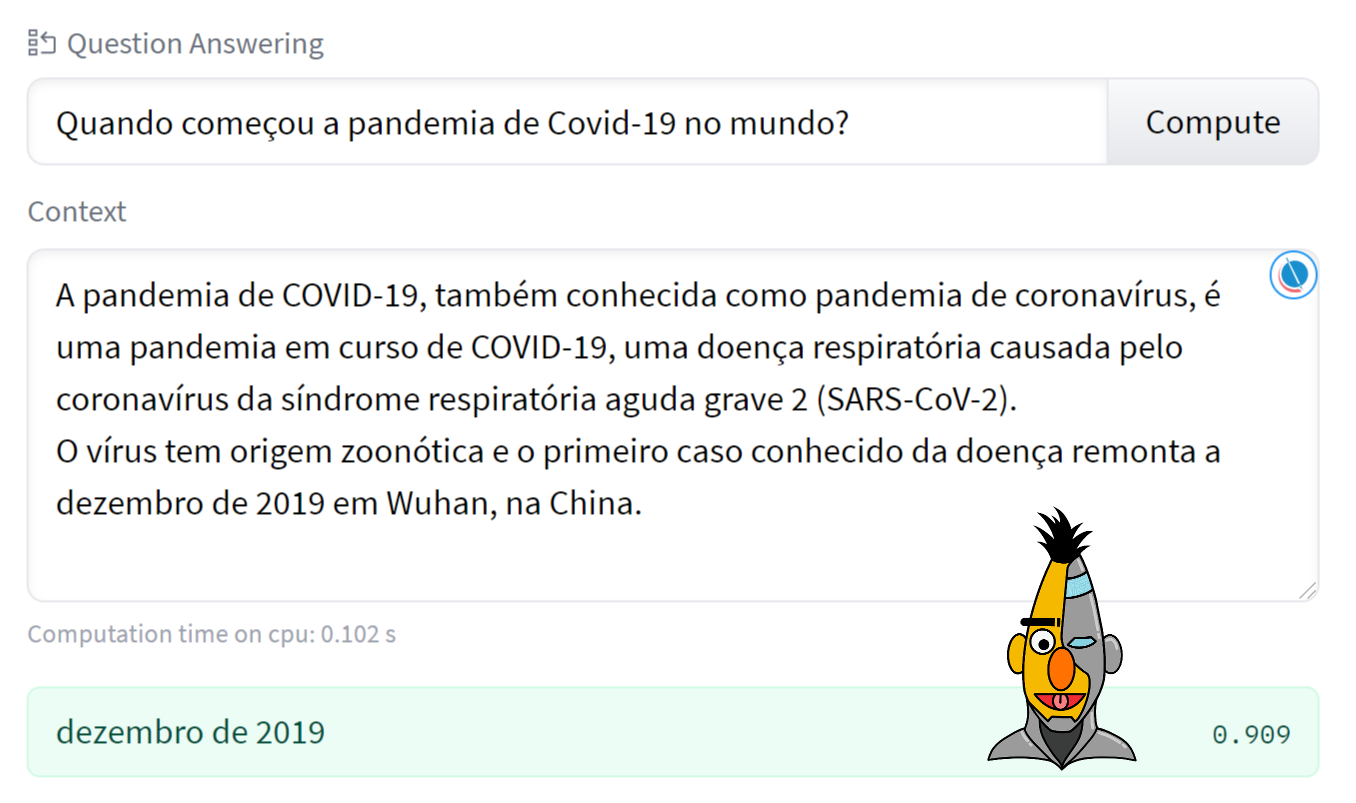 Question Answering
Quando começou a pandemia de Covid-19 no mundo?
Compute
Context
A pandemia de COVID-19, também conhecida como pandemia de coronavírus, é
uma pandemia em curso de COVID-19, uma doença respiratória causada pelo
coronavírus da síndrome respiratória aguda grave 2 (SARS-CoV-2).
O vírus tem origem zoonótica e o primeiro caso conhecido da doença remonta a
dezembro de 2019 em Wuhan, na China.
Computation time on cpu: 0.102 s
dezembro de 2019
0.909